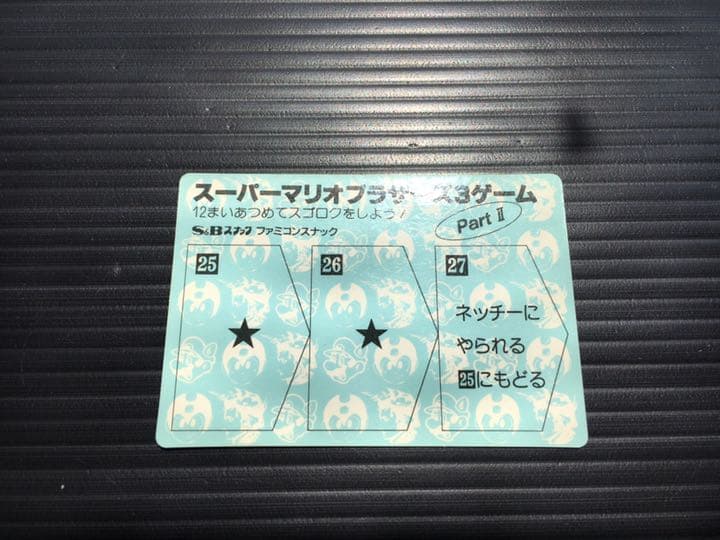 スーパーマリオブラザーズ3ゲーム
12まいあつめてスゴロクをしよう!
Part II
S&Bスナック ファミコンスナック
25
★
26
★
27
ネッチーに
やられる
25にもどる